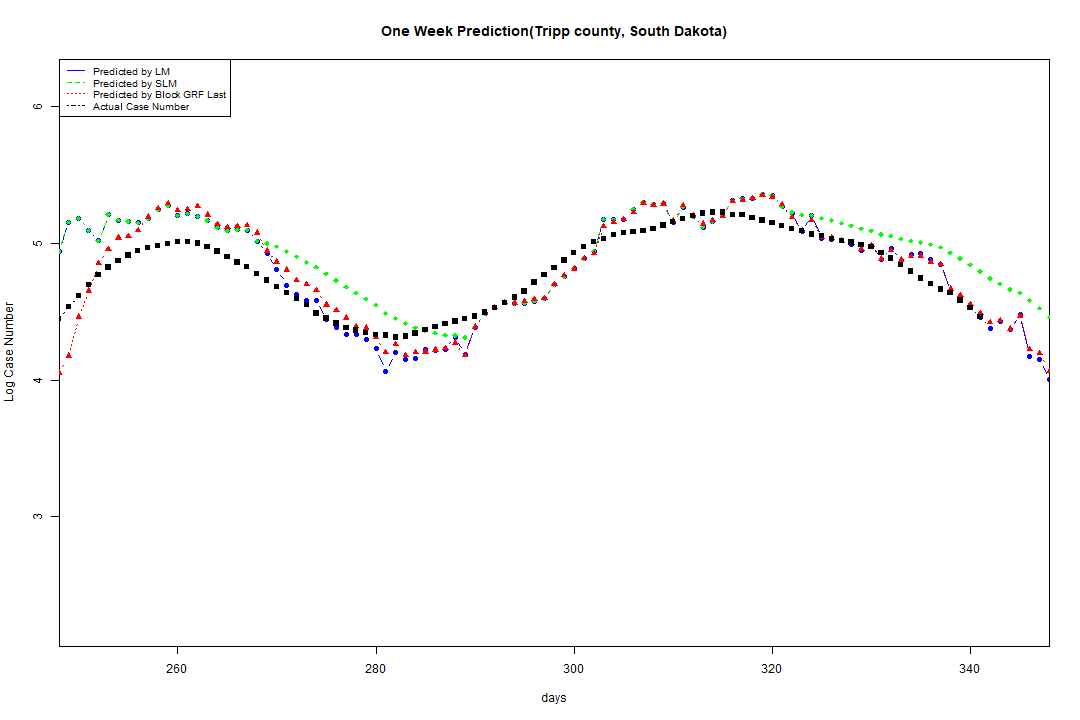 One Week Prediction(Tripp county, South Dakota)
Predicted by LM
Predicted by SLM
Predicted by Block GRF Last
Actual Case Number
6
5
4
3
Log Case Number
260 280 300 320 340
days